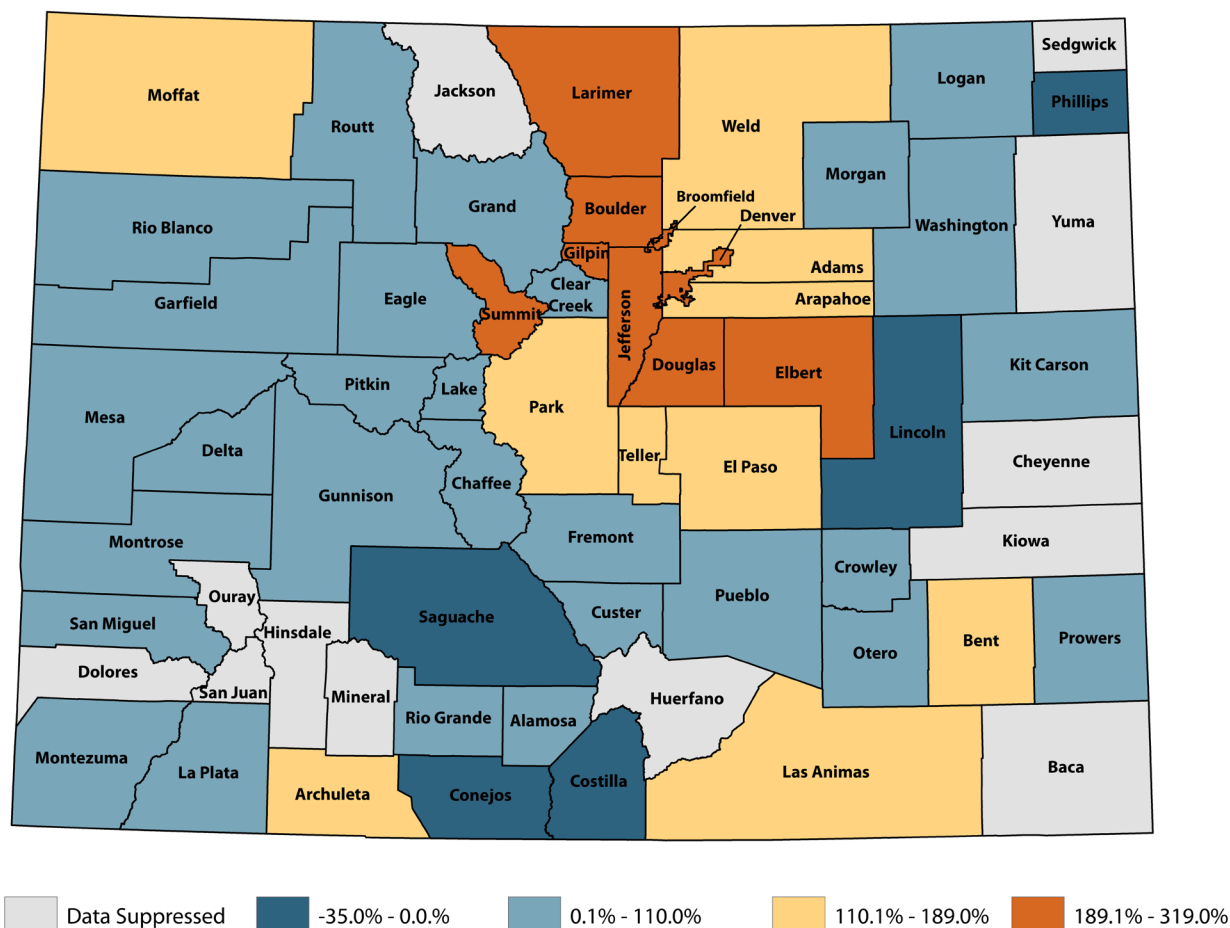 Sedgwick
Jackson
Larimer
Logan
Moffat
Phillips
Routt
Weld
Morgan
Broomfield
Grand
Boulder
Denver
Washington
Yuma
Rio Blanco
Gilpin
Adams
Clear
Creek
Garfield
Eagle
Arapahoe
Summit
Jefferson
Douglas
Elbert
Kit Carson
Pitkin
Lake
Park
Mesa
Lincoln
Delta
Teller
El Paso
Cheyenne
Gunnison
Chaffee
Fremont
Montrose
Kiowa
Crowley
Ouray
Pueblo
Custer
San Miguel
Hinsdale
Saguache
Bent
Prowers
Otero
Dolores
San Juan
Mineral
Huerfano
Rio Grande
Alamosa
Montezuma
La Plata
Las Animas
Baca
Archuleta
Conejos
Costilla
Data Suppressed
-35.0% - 0.0.%
0.1% - 110.0%
110.1% - 189.0%
189.1% - 319.0%